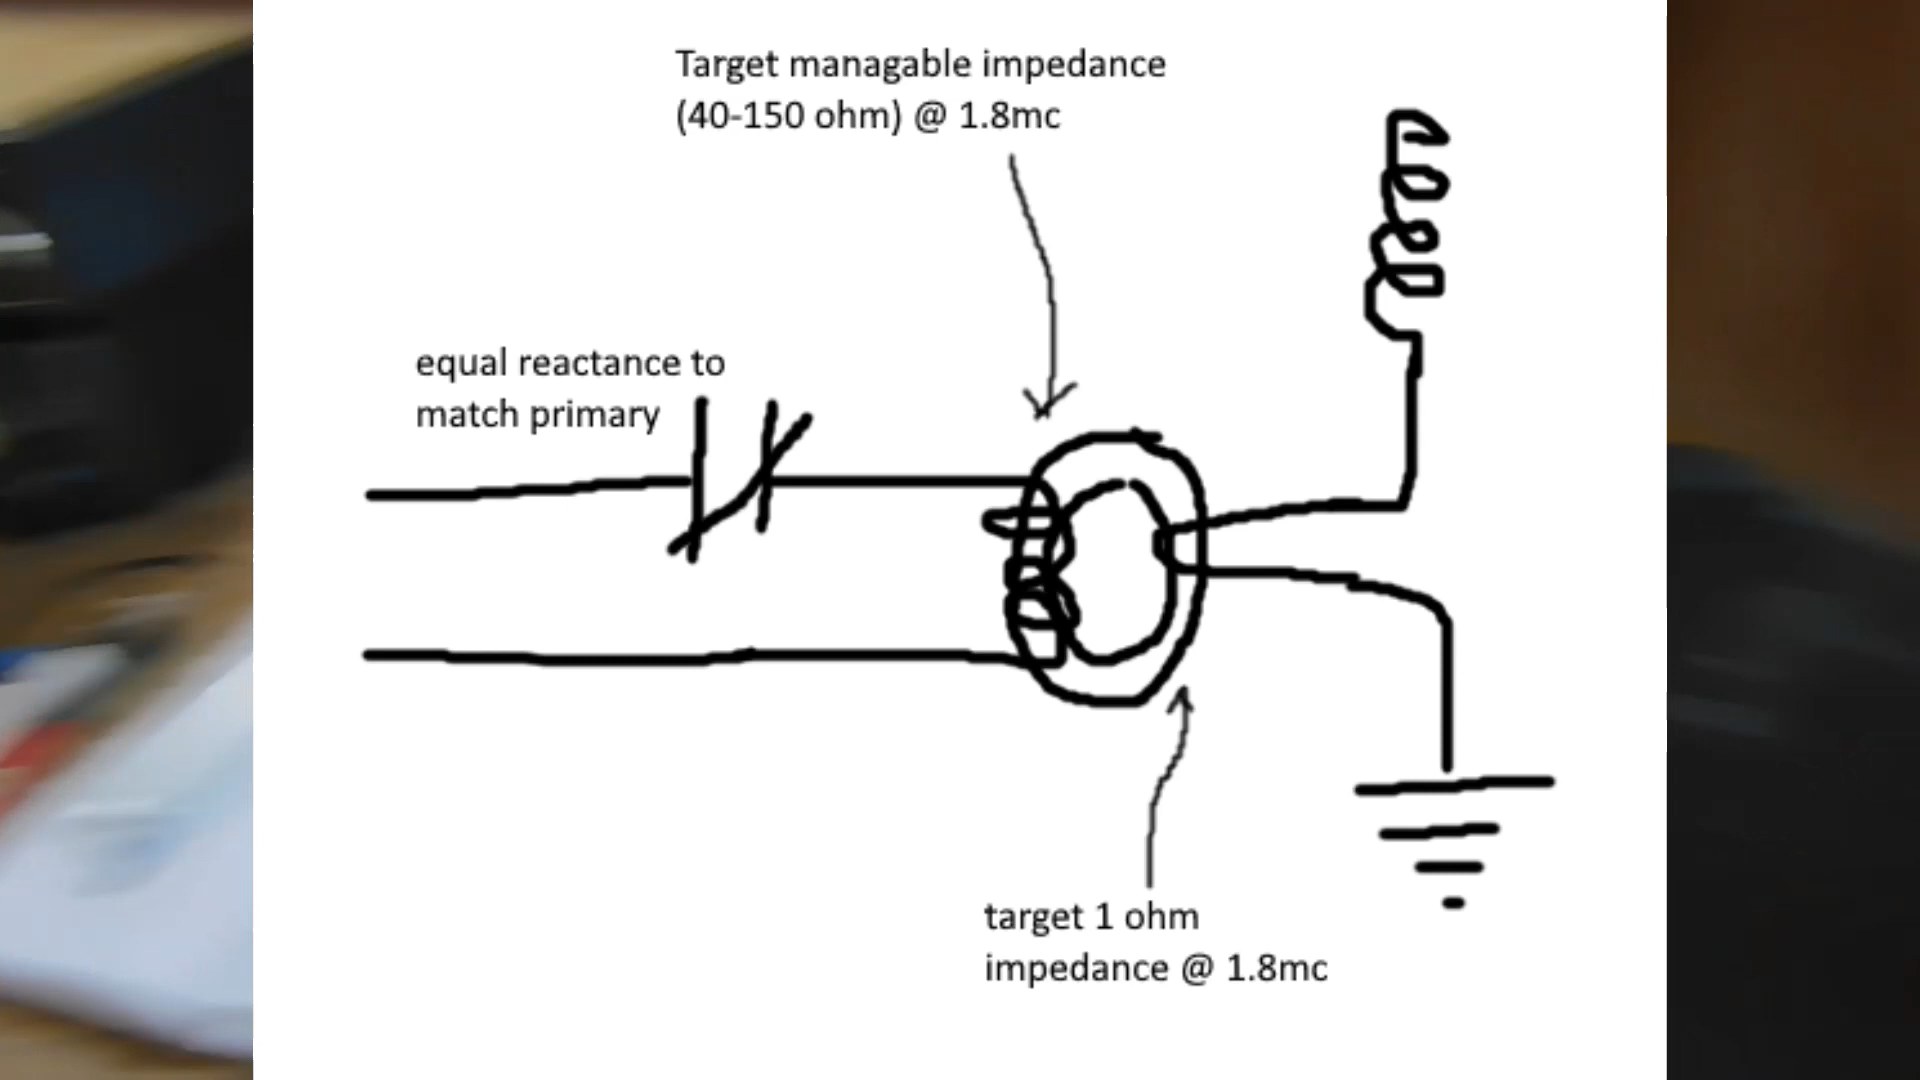 Target managable impedance
(40-150 ohm) @ 1.8mc
equal reactance to
match primary
target 1 ohm
impedance @ 1.8mc